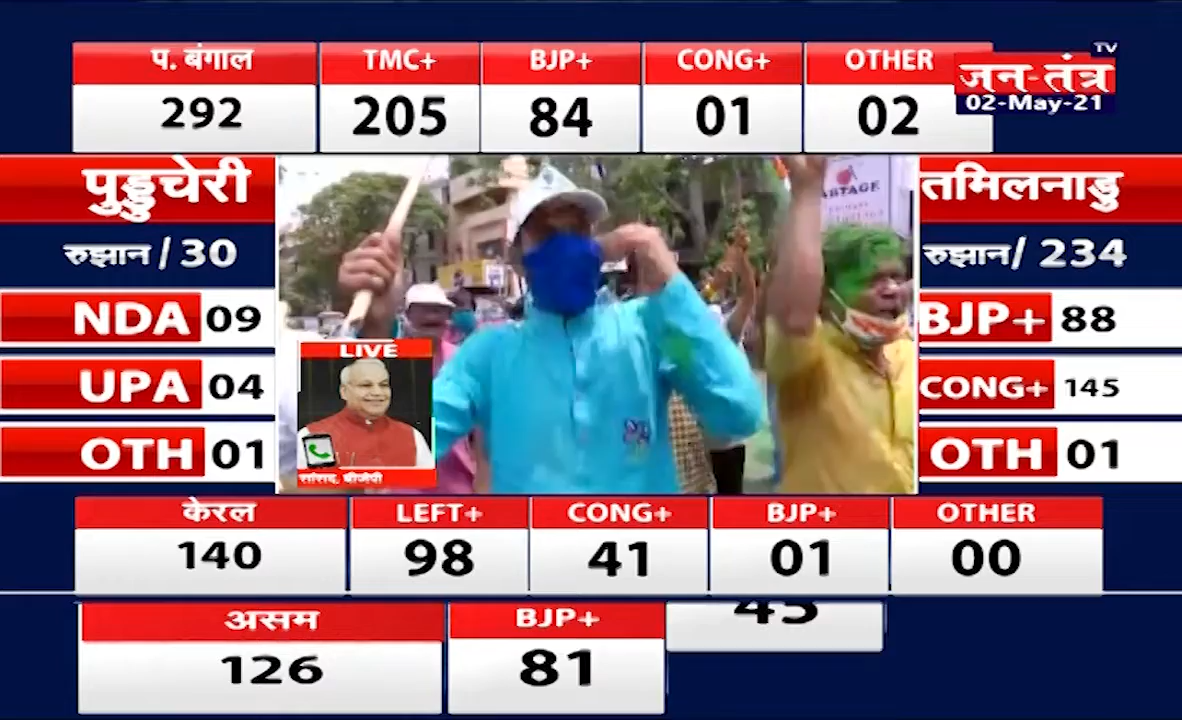 प. बंगाल
292
TMC+
205
BJP+
84
CONG+
01
OTHER
02
TV
जन-तंत्र
02-May-21
पुड्डुचेरी
रुझान / 30
NDA 09
UPA 04
OTH 01
LIVE
सांसद, बीजेपी
तमिलनाडु
रुझान/ 234
BJP+ 88
CONG+ 145
OTH 01
केरल
140
LEFT+
98
CONG+
41
BJP+
01
OTHER
00
असम
126
BJP+
81